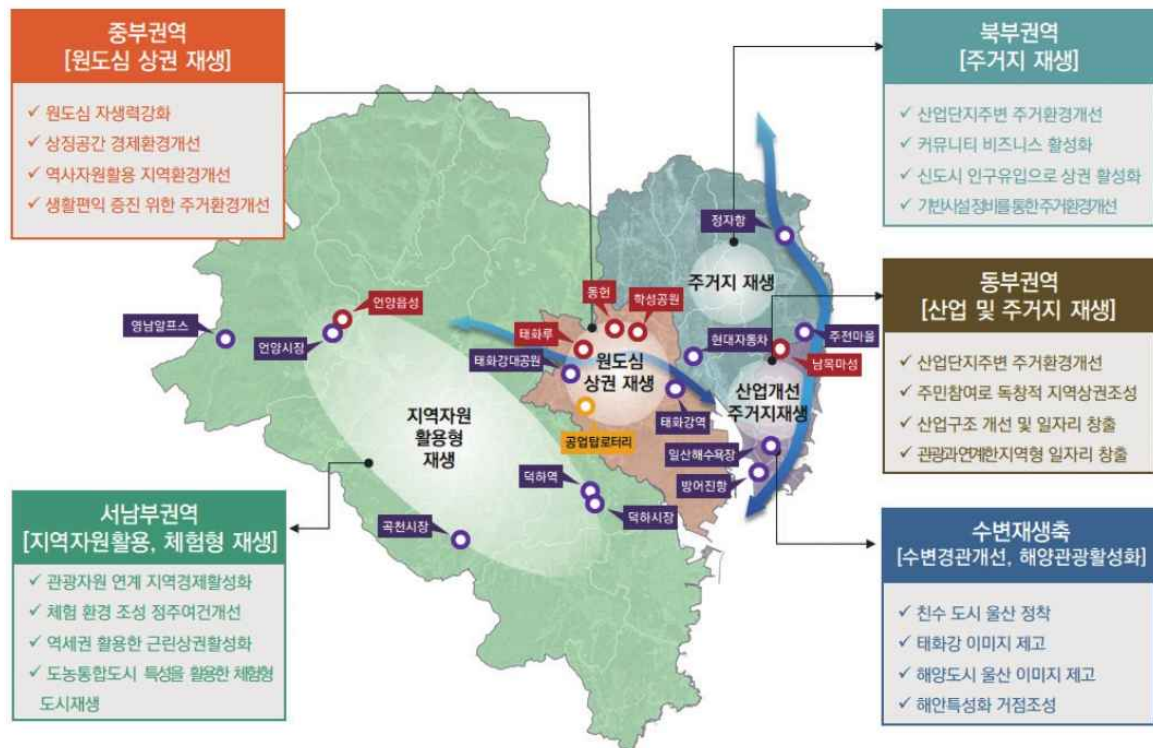 중부권역
[원도심 상권 재생]
✓ 원도심 자생력강화
✓ 상징공간 경제환경개선
✓ 역사자원활용 지역환경개선
✓ 생활편익 증진 위한 주거환경개선
북부권역
[주거지 재생]
✓ 산업단지주변 주거환경개선
✓ 커뮤니티 비즈니스 활성화
✓ 신도시 인구유입으로 상권 활성화
✓ 기반시설정비를통한주거환경개선
정자항
주거지 재생
동헌
학성공원
언양읍성
영남알프스
언양시장
태화루
태화강대공원
원도심
상권 재생
현대자동차
주전마을
남목마성
산업개선
주거지재생
지역자원
활용형
재생
공업탑로터리
태화강역
일산해수욕장
방어진항
덕하역
덕하시장
곡천시장
동부권역
[산업 및 주거지 재생]
✓ 산업단지주변 주거환경개선
✓ 주민참여로 독창적 지역상권조성
✓ 산업구조 개선 및 일자리 창출
✓ 관광과연계한지역형 일자리 창출
서남부권역
[지역자원활용, 체험형 재생]
✓ 관광자원 연계 지역경제활성화
✓ 체험 환경 조성 정주여건개선
✓ 역세권 활용한 근린상권활성화
✓ 도농통합도시 특성을 활용한 체험형
도시재생
수변재생축
[수변경관개선, 해양관광활성화]
✓ 친수 도시 울산 정착
✓ 태화강 이미지 제고
✓ 해양도시 울산 이미지 제고
✓ 해안특성화 거점조성